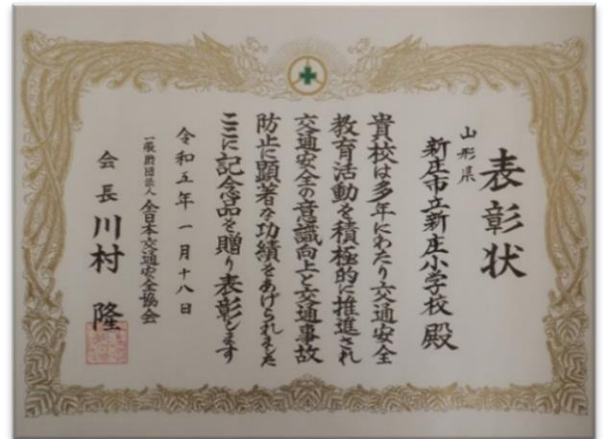 表彰状
山形県
新庄市立新庄小学校 殿
貴校は多年にわたり交通安全
教育活動を積極的に推進され
交通安全の意識向上と交通事故
防止に顕著な功績をあげられました
ここに記念品を贈り表彰します
令和五年一月十八日
一般財団法人 全日本交通安全協会
会長 川村 隆